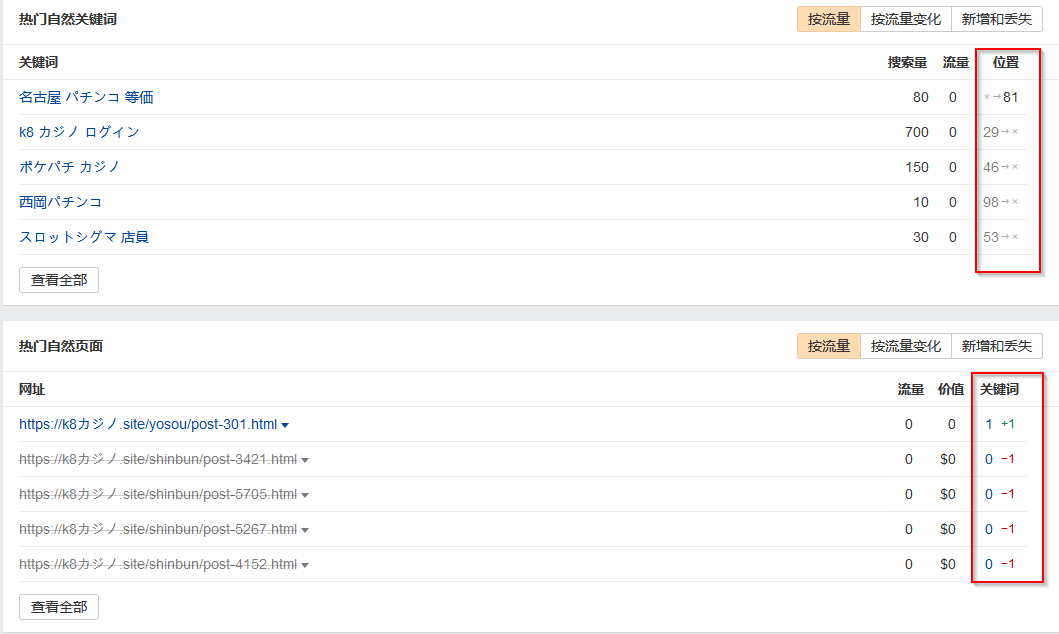 热门自然关键词 按流量 按流量变化 新增和丢失
关键词 搜索量 流量 位置
名古屋 パチンコ 等価 80 0 ×→81
k8 カジノ ログイン 700 0 29→×
ポケパチ カジノ 150 0 46→×
西岡パチンコ 10 0 98→×
スロットシグマ 店員 30 0 53→×
查看全部
热门自然页面 按流量 按流量变化 新增和丢失
网址 流量 价值 关键词
https://k8カジノ.site/yosou/post-301.html 0 0 1 +1
https://k8カジノ.site/shinbun/post-3421.html 0 $0 0 −1
https://k8カジノ.site/shinbun/post-5705.html 0 $0 0 −1
https://k8カジノ.site/shinbun/post-5267.html 0 $0 0 −1
https://k8カジノ.site/shinbun/post-4152.html 0 $0 0 −1
查看全部